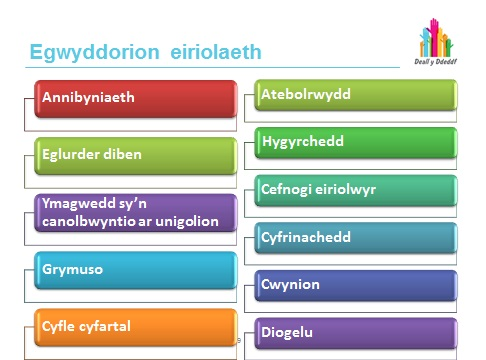 Egwyddorion eiriolaeth
Deall y Ddeddf
Annibyniaeth
Eglurder diben
Ymagwedd sy’n
canolbwyntio ar unigolion
Grymuso
Cyfle cyfartal
Atebolrwydd
Hygyrchedd
Cefnogi eiriolwyr
Cyfrinachedd
Cwynion
Diogelu
9